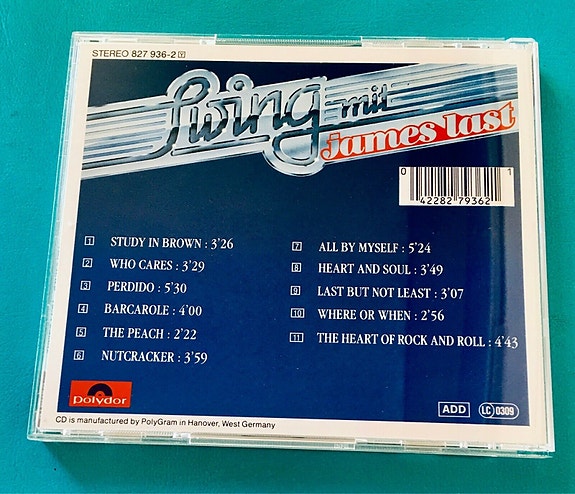 STEREO 827 936-2 Y
Swing mit
james last
0 42282 79362 1
1 STUDY IN BROWN : 3'26
2 WHO CARES : 3'29
3 PERDIDO : 5'30
4 BARCAROLE : 4'00
5 THE PEACH : 2'22
6 NUTCRACKER : 3'59
7 ALL BY MYSELF : 5'24
8 HEART AND SOUL : 3'49
9 LAST BUT NOT LEAST : 3'07
10 WHERE OR WHEN : 2'56
11 THE HEART OF ROCK AND ROLL : 4'43
polydor
ADD
LC 0309
CD is manufactured by PolyGram in Hanover, West Germany